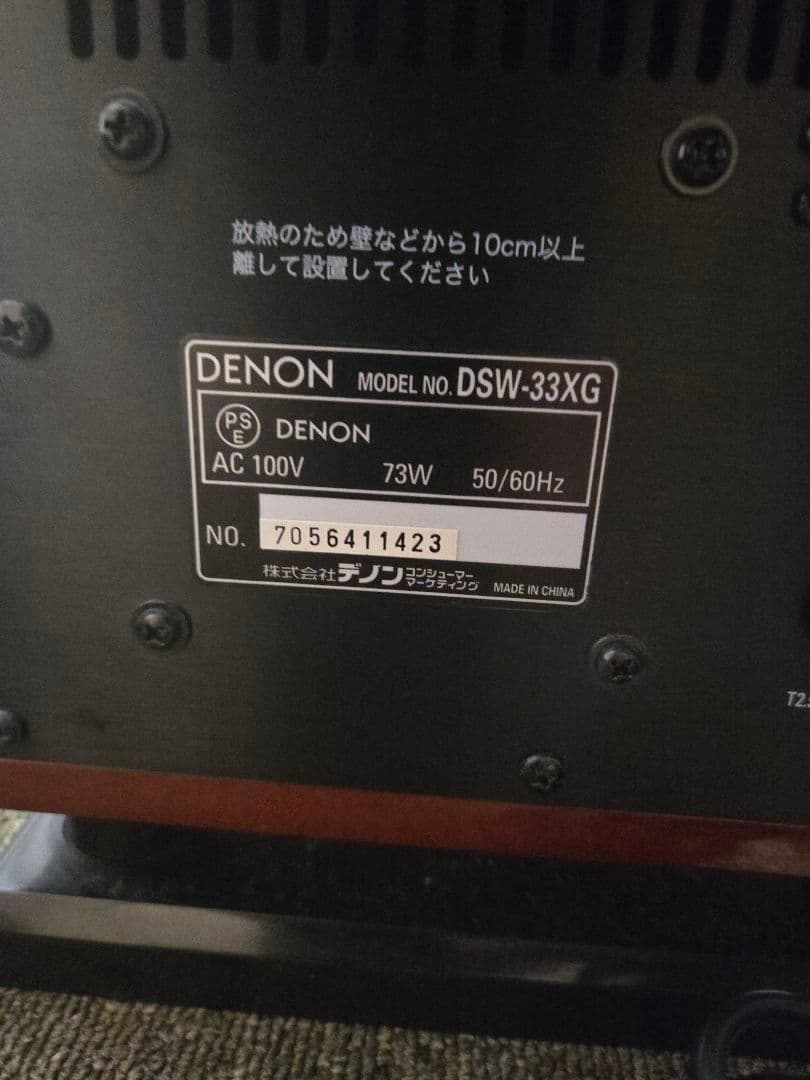 放熱のため壁などから10cm以上
離して設置してください
DENON MODEL NO. DSW-33XG
PSE DENON
AC 100V 73W 50/60Hz
NO. 7056411423
株式会社デノン コンシューマーマーケティング MADE IN CHINA
T2.